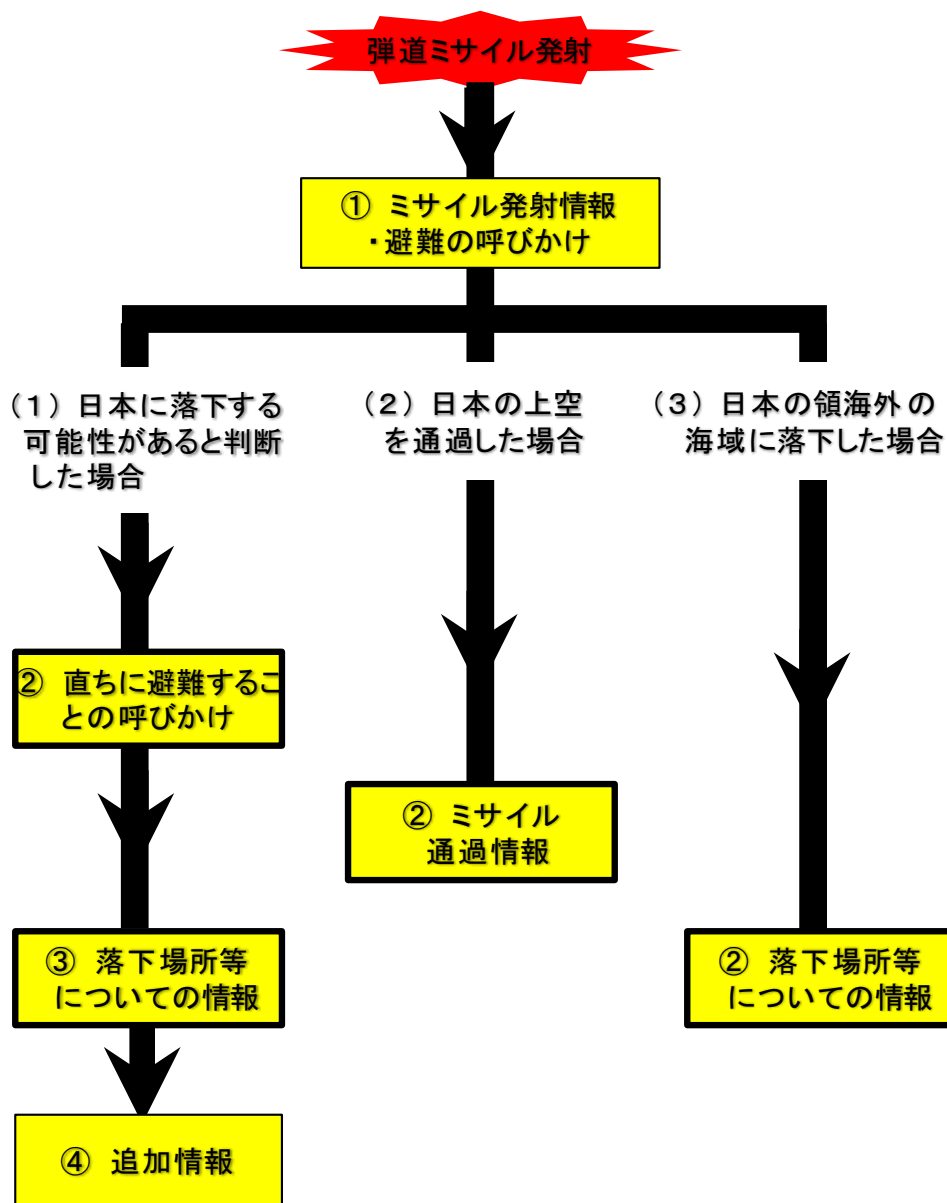 弾道ミサイル発射
① ミサイル発射情報
・避難の呼びかけ
（１）日本に落下する
可能性があると判断
した場合
（２）日本の上空
を通過した場合
（３）日本の領海外の
海域に落下した場合
② 直ちに避難するこ
との呼びかけ
② ミサイル
通過情報
③ 落下場所等
についての情報
② 落下場所等
についての情報
④ 追加情報